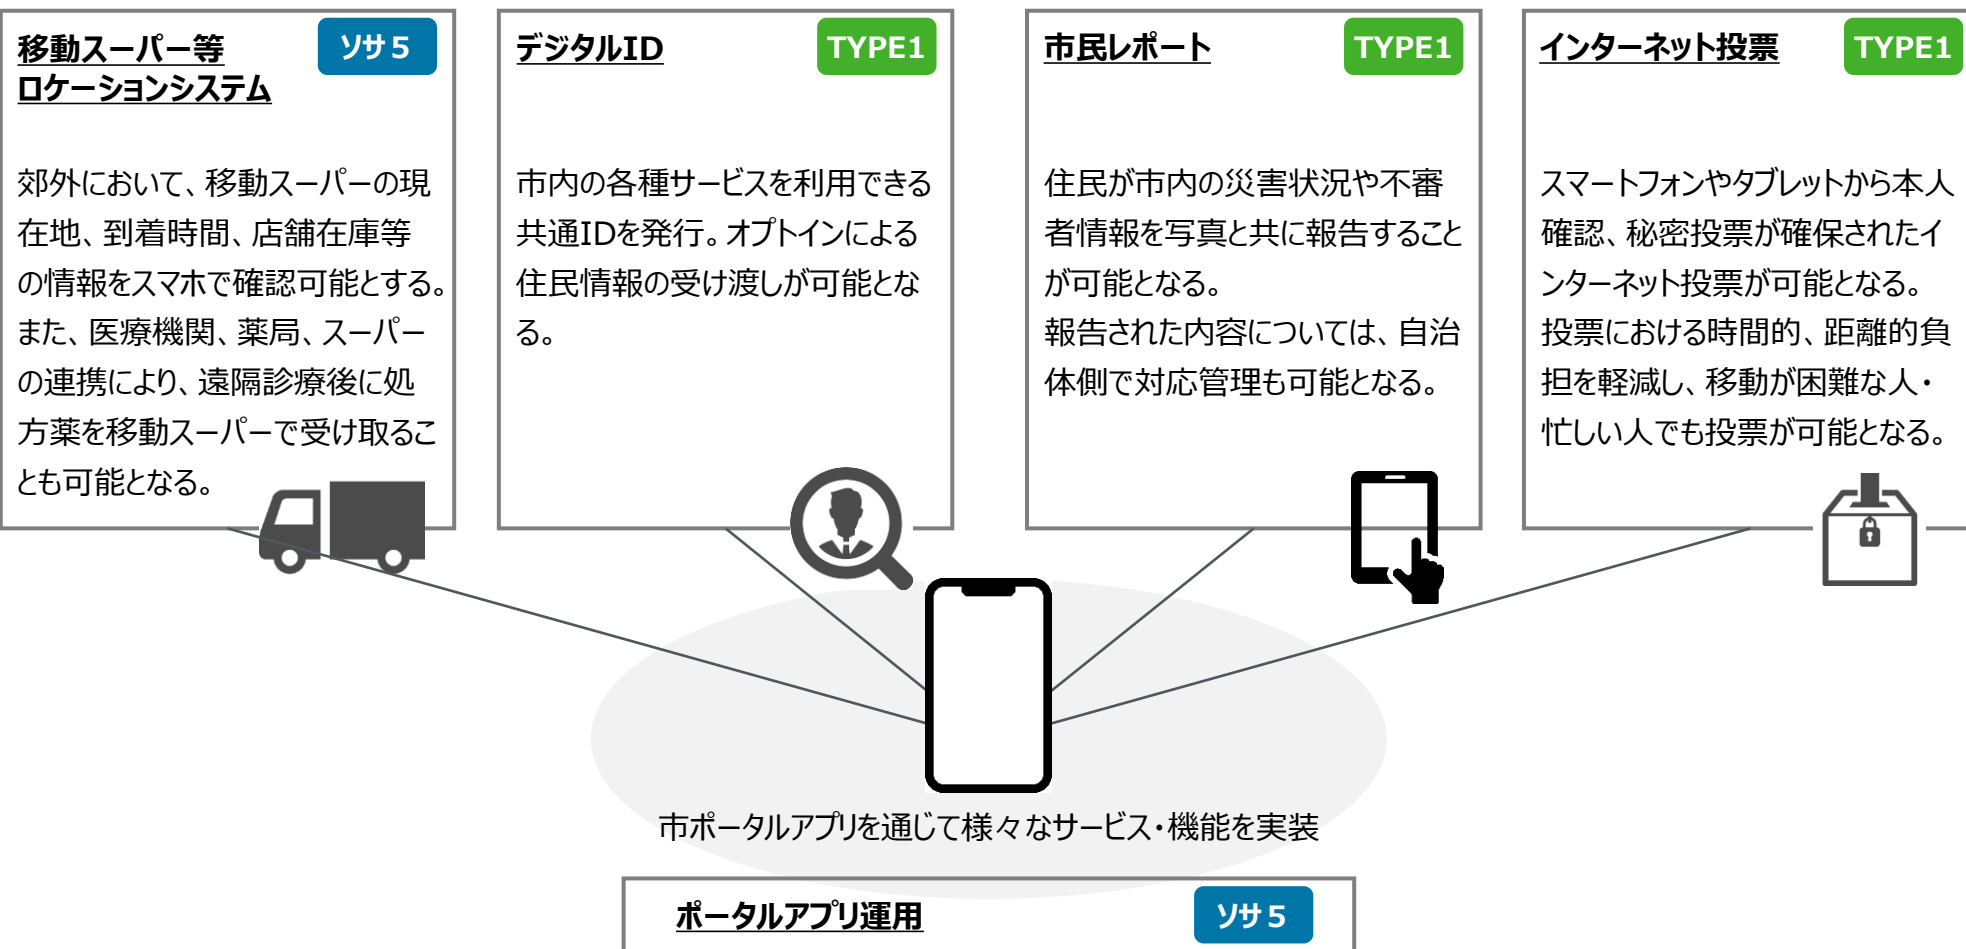 移動スーパー等
ロケーションシステム
ソサ５
郊外において、移動スーパーの現
在地、到着時間、店舗在庫等
の情報をスマホで確認可能とする。
また、医療機関、薬局、スーパー
の連携により、遠隔診療後に処
方薬を移動スーパーで受け取るこ
とも可能となる。
デジタルID
TYPE1
市内の各種サービスを利用できる
共通IDを発行。オプトインによる
住民情報の受け渡しが可能とな
る。
市民レポート
TYPE1
住民が市内の災害状況や不審
者情報を写真と共に報告すること
が可能となる。
報告された内容については、自治
体側で対応管理も可能となる。
インターネット投票
TYPE1
スマートフォンやタブレットから本人
確認、秘密投票が確保されたイ
ンターネット投票が可能となる。
投票における時間的、距離的負
担を軽減し、移動が困難な人・
忙しい人でも投票が可能となる。
市ポータルアプリを通じて様々なサービス・機能を実装
ポータルアプリ運用
ソサ５